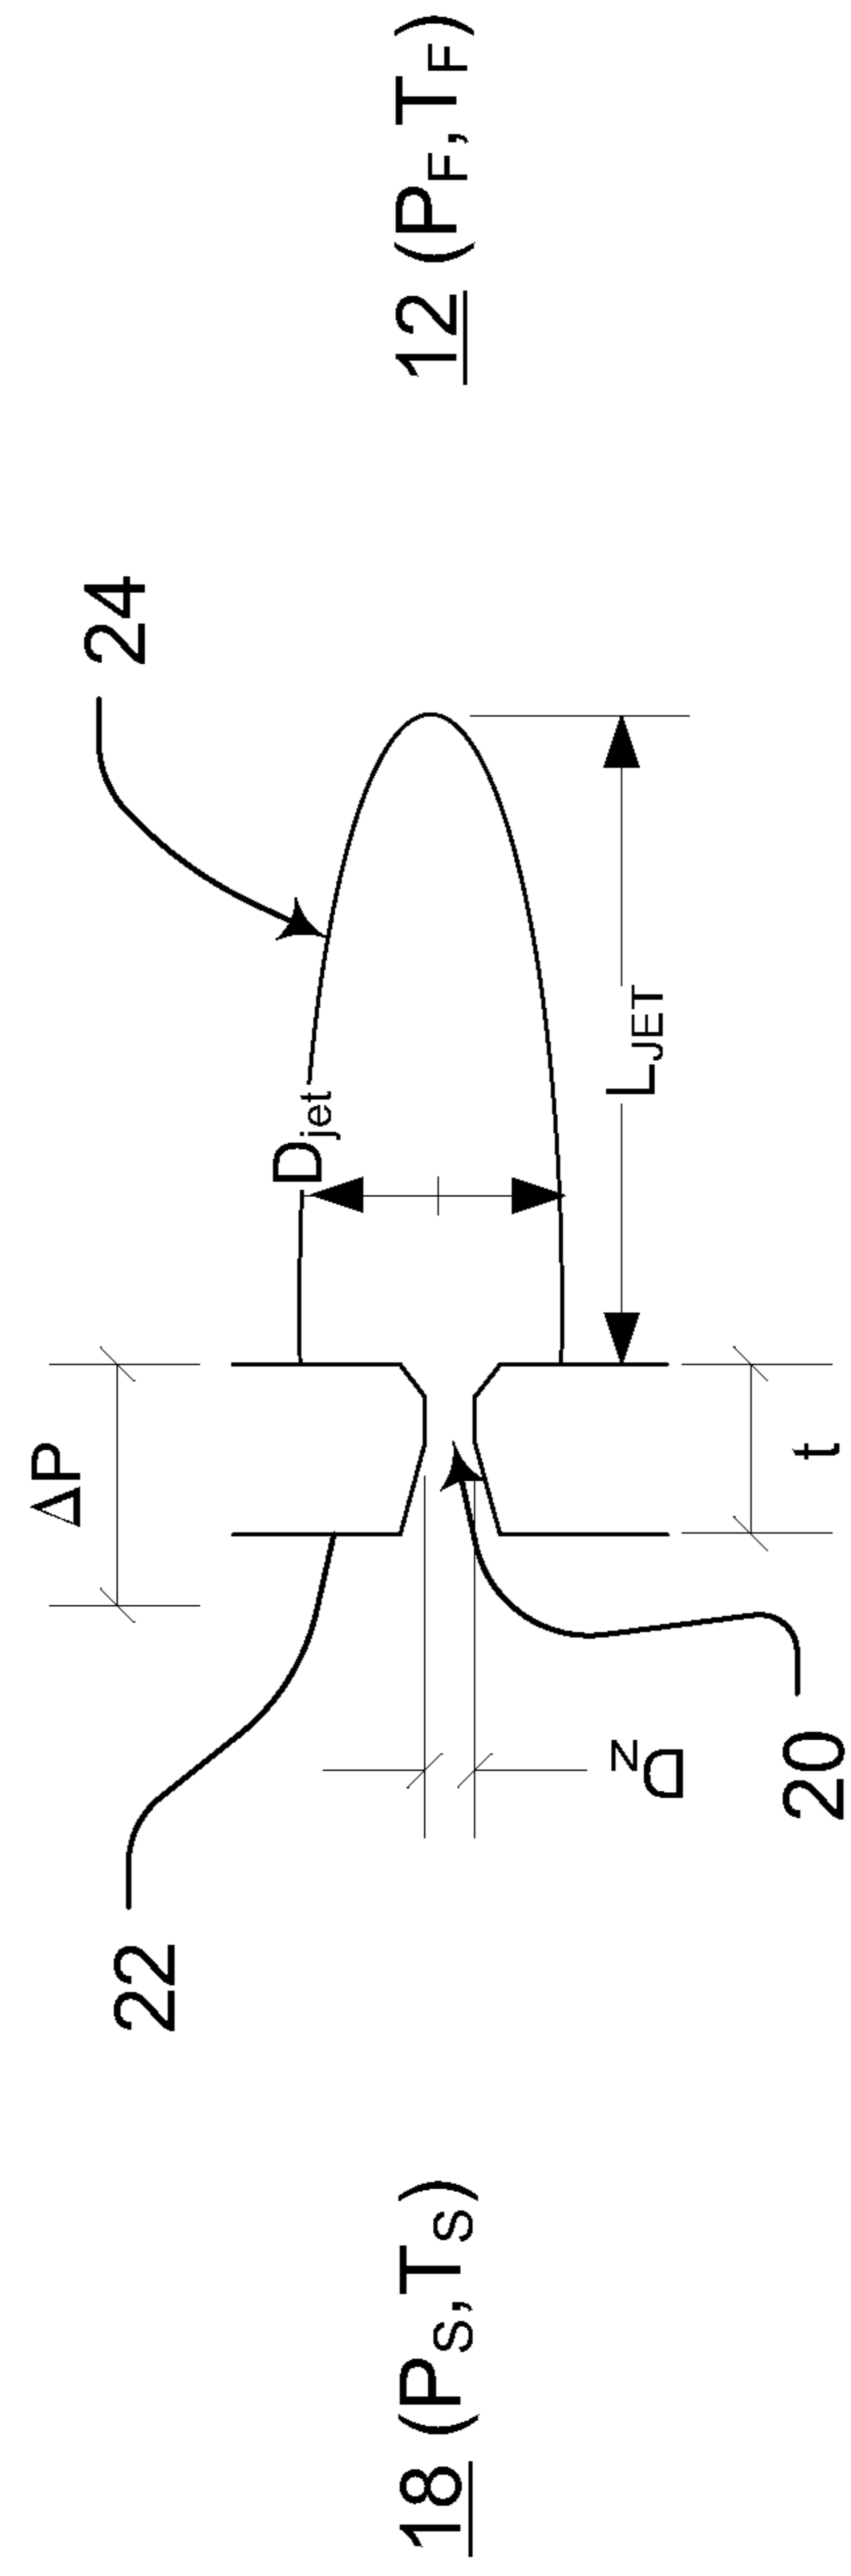 ΔP
22
24
18 (PS,TS)
Djet
12 (PF,TF)
DN
LJET
20
t